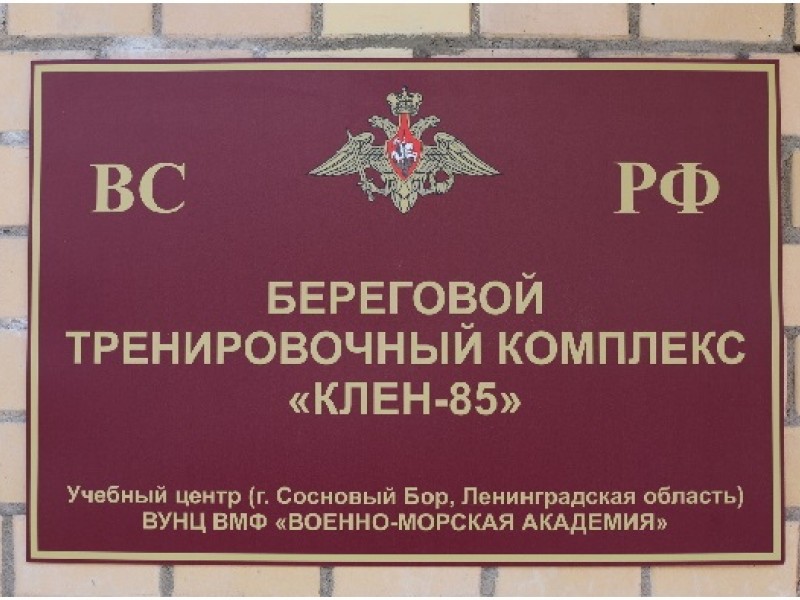 ВС РФ
БЕРЕГОВОЙ
ТРЕНИРОВОЧНЫЙ КОМПЛЕКС
«КЛЕН-85»
Учебный центр (г. Сосновый Бор, Ленинградская область)
ВУНЦ ВМФ «ВОЕННО-МОРСКАЯ АКАДЕМИЯ»